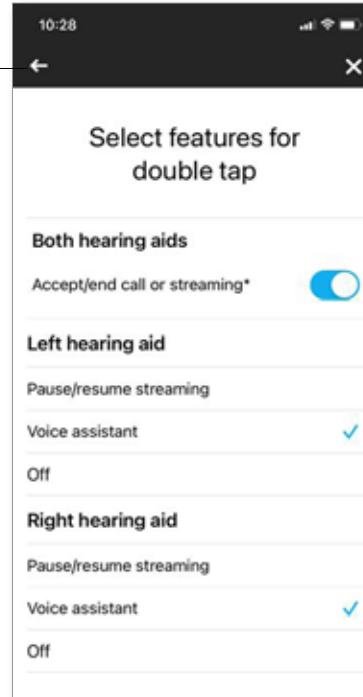 10:28
Select features for
double tap
Both hearing aids
Accept/end call or streaming*
Left hearing aid
Pause/resume streaming
Voice assistant
Off
Right hearing aid
Pause/resume streaming
Voice assistant
Off